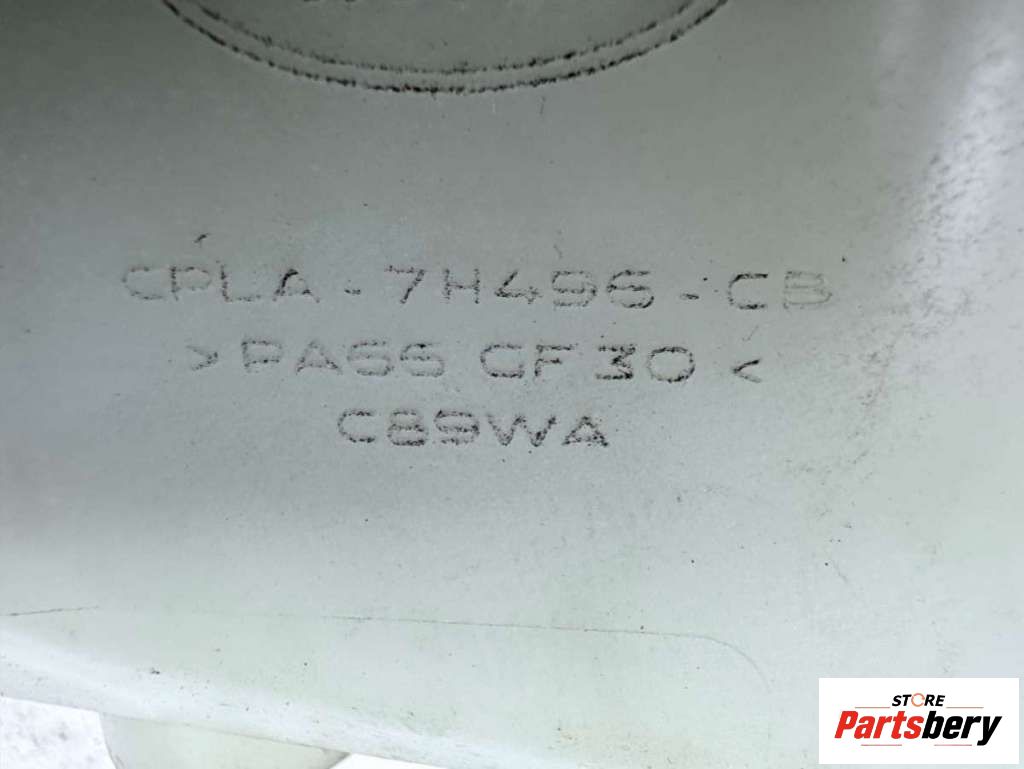 CPLA-7H496-CB
>PA66 GF30<
C89WA
STORE
Partsbery